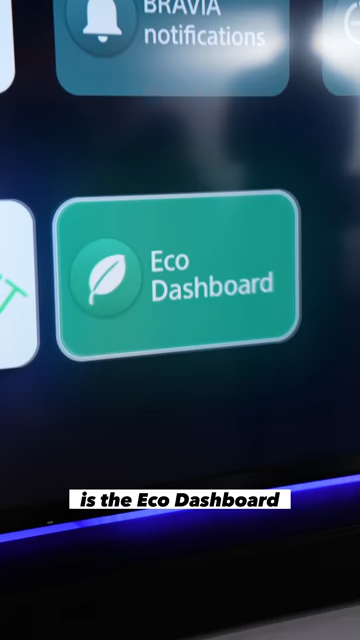 BRAVIA
notifications
Eco
Dashboard
is the Eco Dashboard